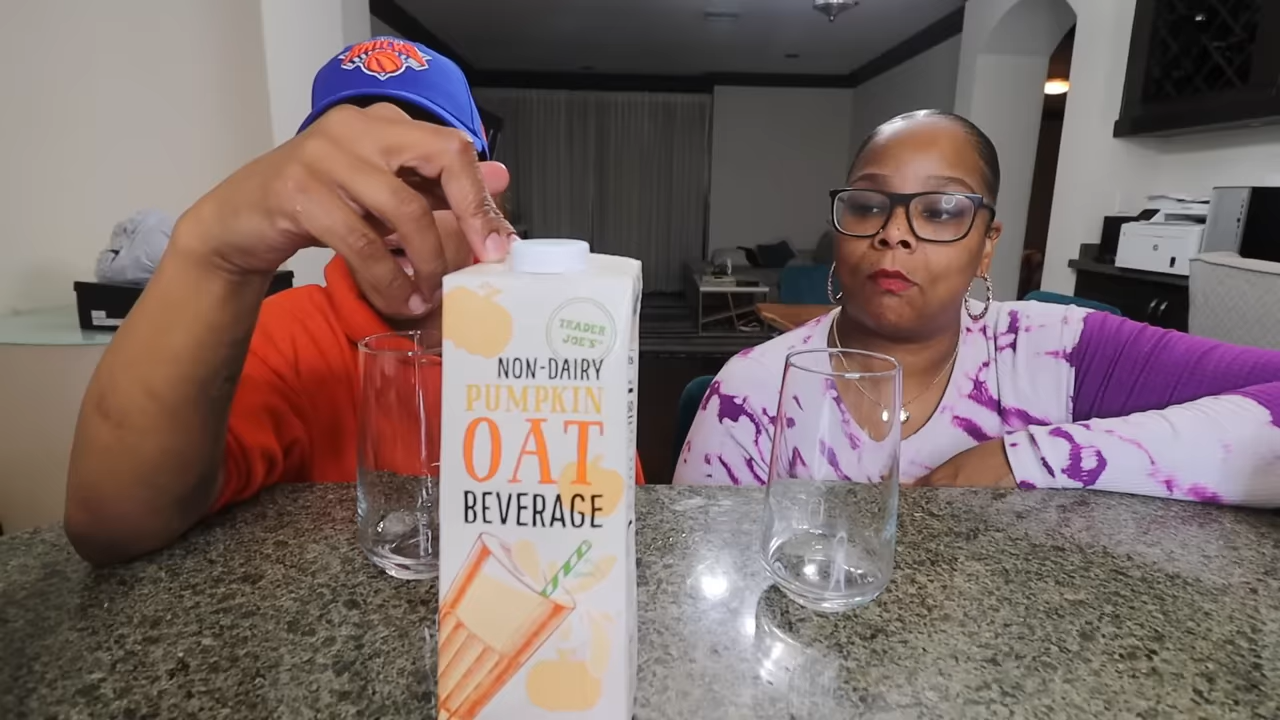 KNICKS
TRADER
JOE'S
NON-DAIRY
PUMPKIN
OAT
BEVERAGE